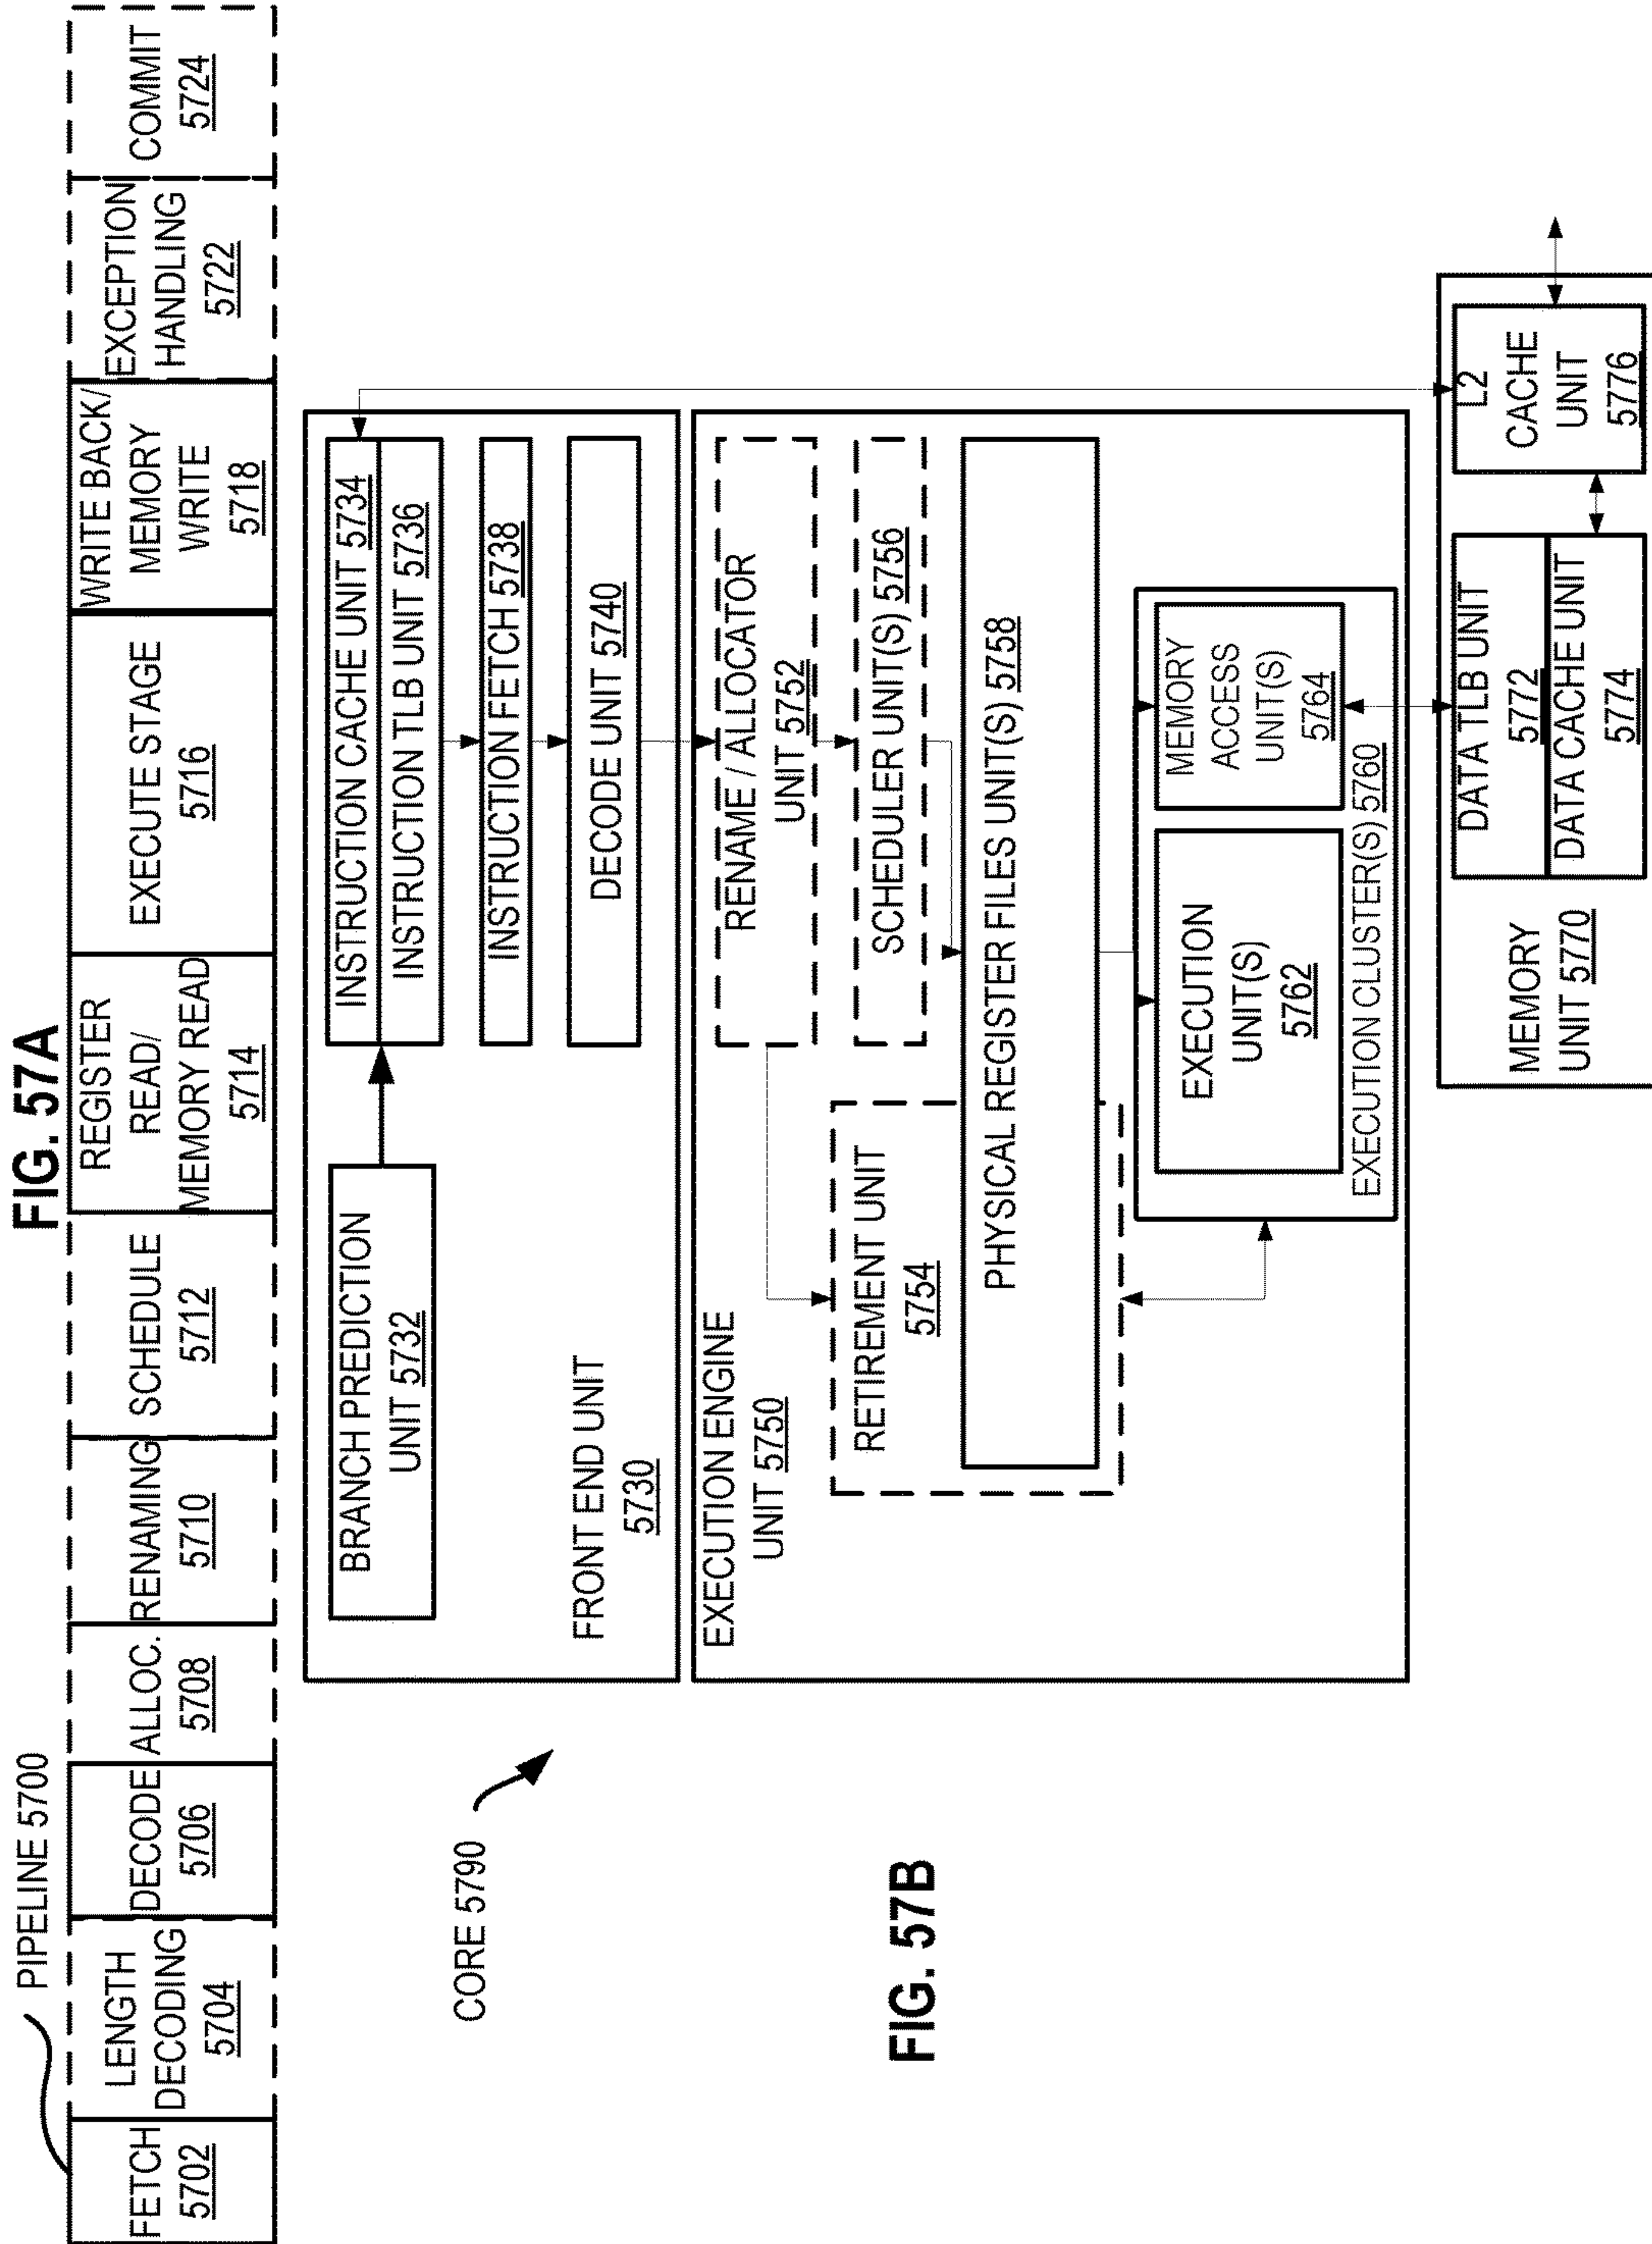 FIG. 57A
PIPELINE 5700
FETCH
5702
LENGTH
DECODING
5704
DECODE
5706
ALLOC.
5708
RENAMING
5710
SCHEDULE
5712
REGISTER
READ/
MEMORY READ
5714
EXECUTE STAGE
5716
WRITE BACK/
MEMORY
WRITE
5718
EXCEPTION
HANDLING
5722
COMMIT
5724
CORE 5790
BRANCH PREDICTION
UNIT 5732
INSTRUCTION CACHE UNIT 5734
INSTRUCTION TLB UNIT 5736
INSTRUCTION FETCH 5738
DECODE UNIT 5740
FRONT END UNIT
5730
EXECUTION ENGINE
UNIT 5750
RENAME / ALLOCATOR
UNIT 5752
SCHEDULER UNIT(S) 5756
RETIREMENT UNIT
5754
PHYSICAL REGISTER FILES UNIT(S) 5758
EXECUTION
UNIT(S)
5762
MEMORY
ACCESS
UNIT(S)
5764
EXECUTION CLUSTER(S) 5760
MEMORY
UNIT 5770
DATA TLB UNIT
5772
DATA CACHE UNIT
5774
L2
CACHE
UNIT
5776
FIG. 57B